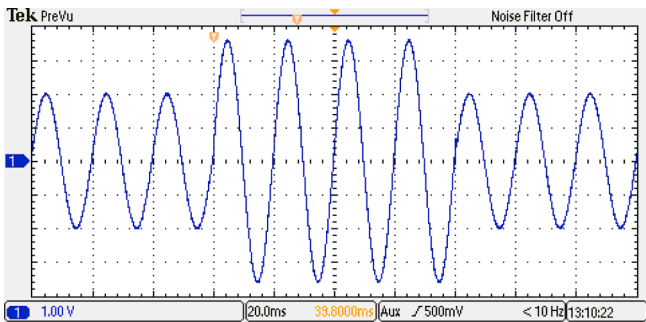 Tek PreVu Noise Filter Off
T T
1
1 1.00 V 20.0ms 39.8000ms Aux ∫ 500mV < 10 Hz 13:10:22